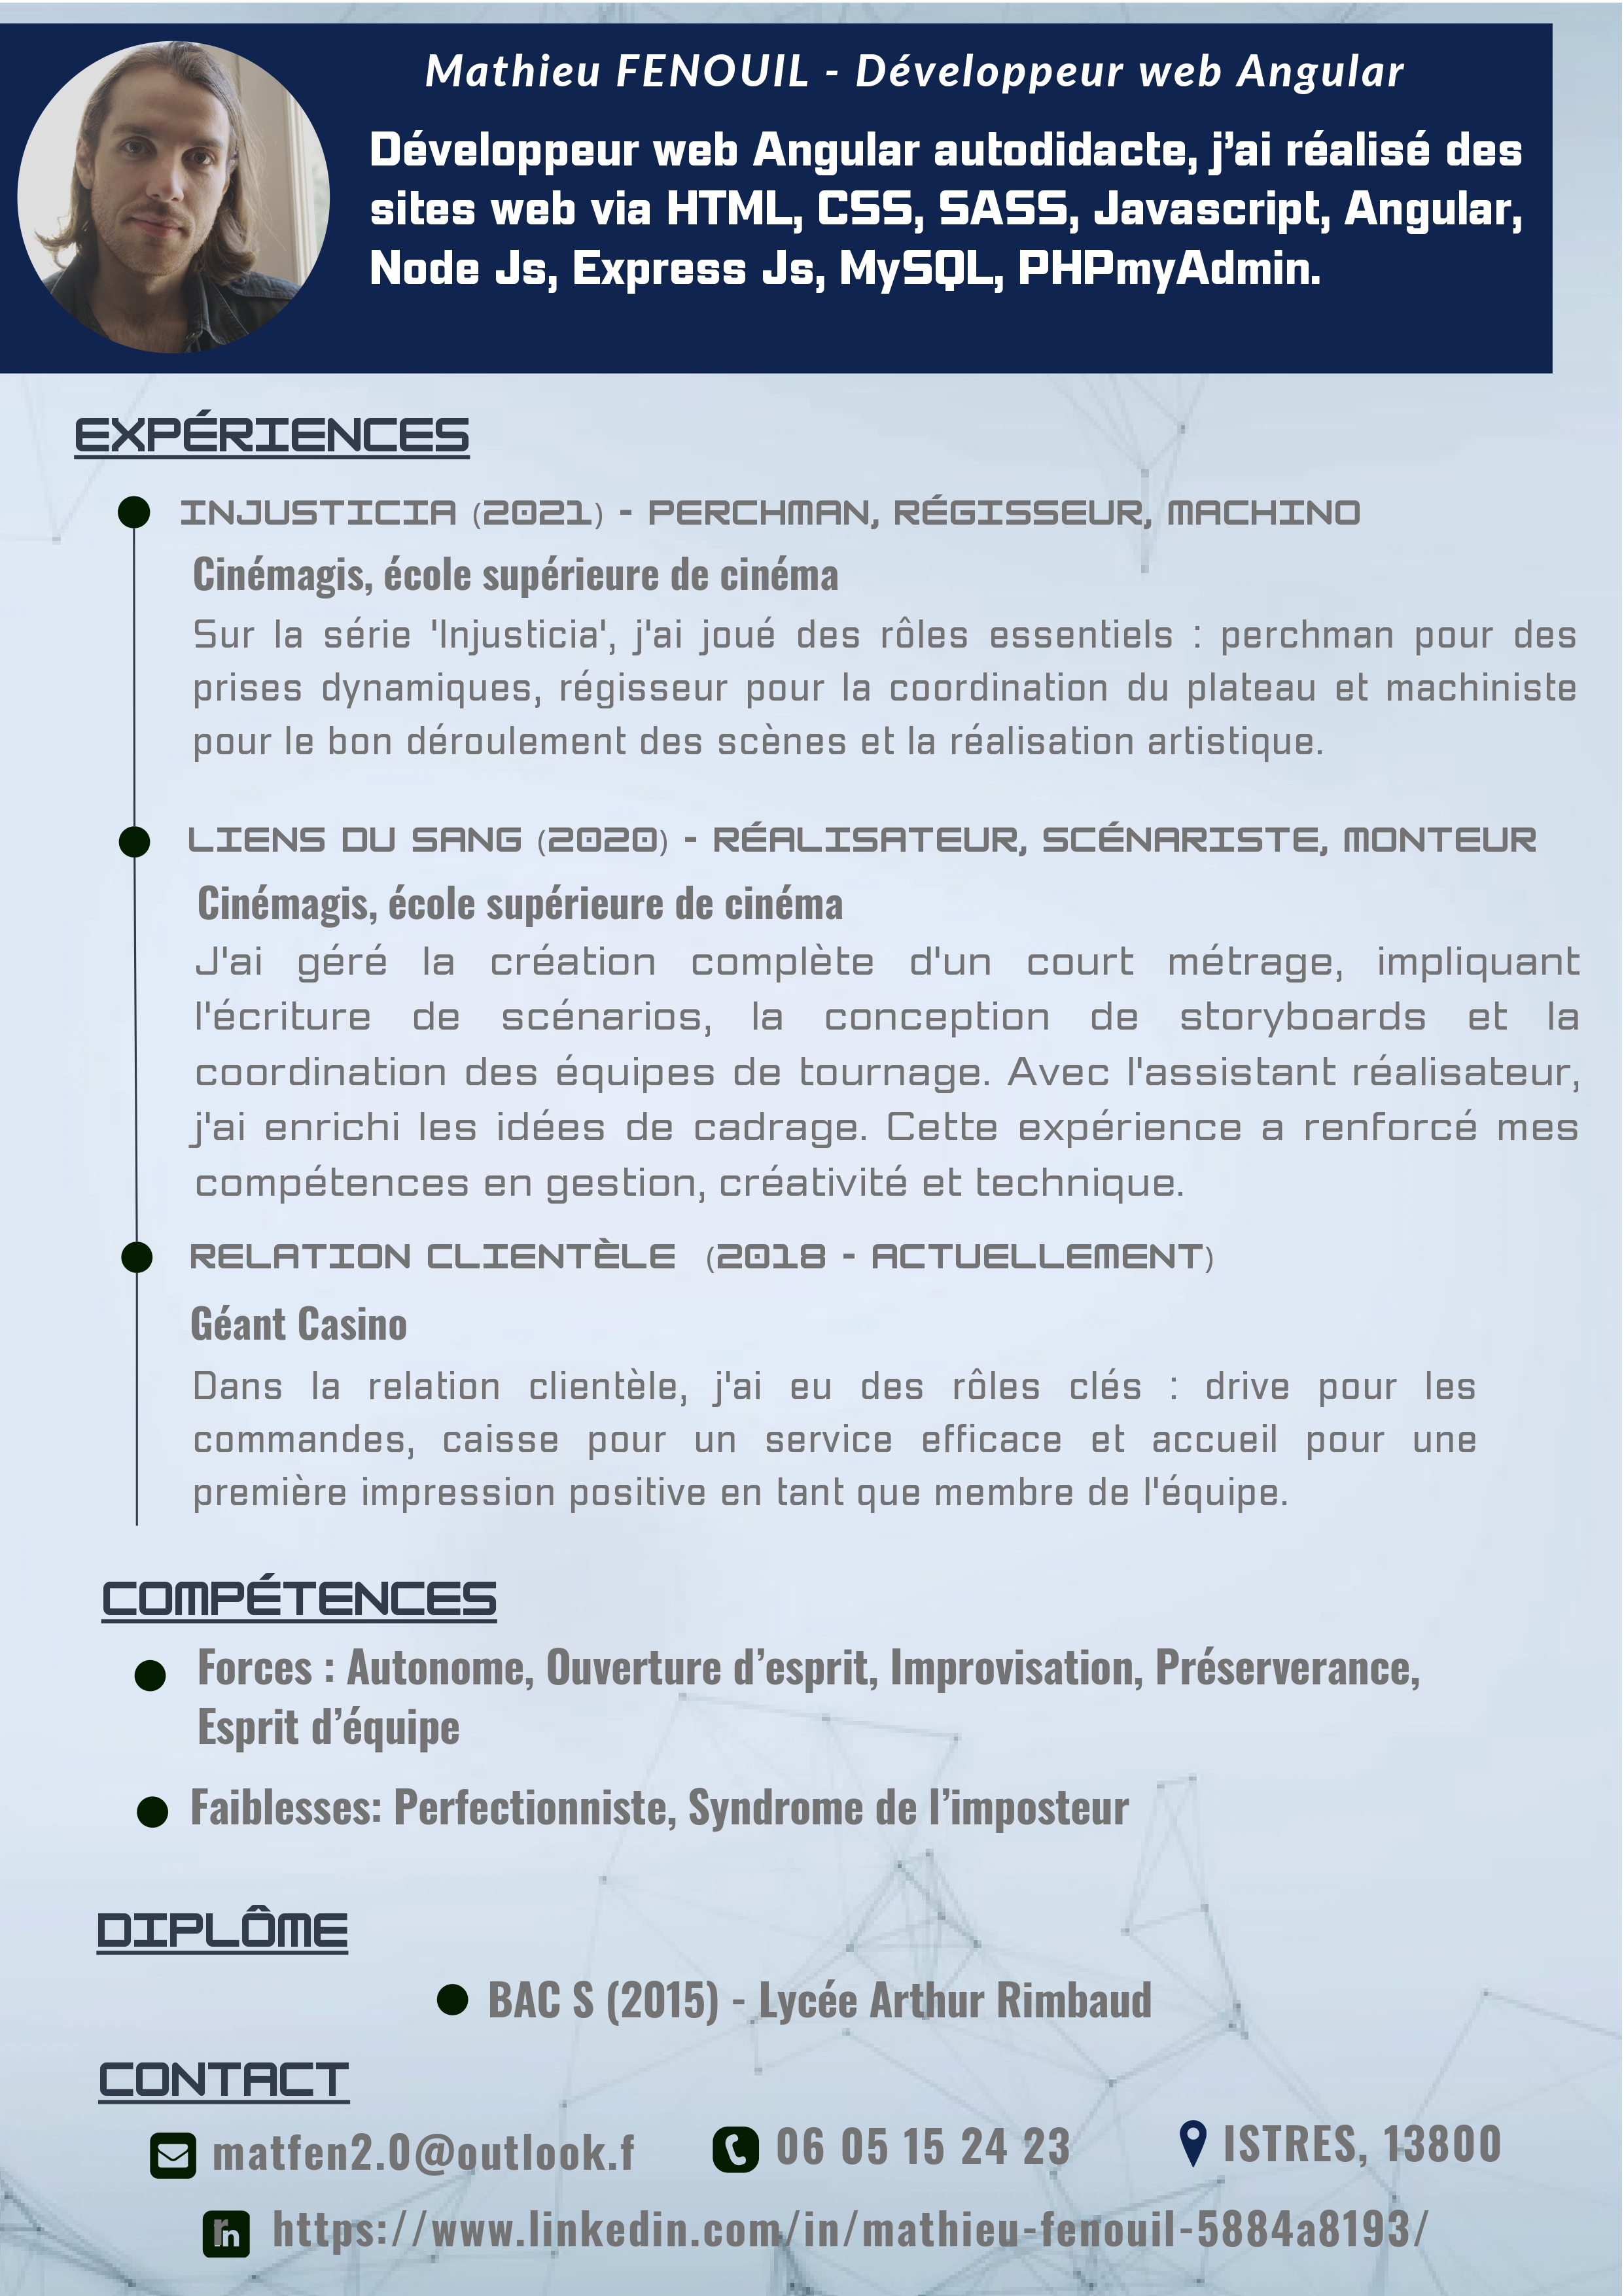 Mathieu FENOUIL - Développeur web Angular
Développeur web Angular autodidacte, j’ai réalisé des
sites web via HTML, CSS, SASS, Javascript, Angular,
Node Js, Express Js, MySQL, PHPmyAdmin.
EXPÉRIENCES
INJUSTICIA (2021) - PERCHMAN, RÉGISSEUR, MACHINO
Cinémagis, école supérieure de cinéma
Sur la série 'Injusticia', j'ai joué des rôles essentiels : perchman pour des
prises dynamiques, régisseur pour la coordination du plateau et machiniste
pour le bon déroulement des scènes et la réalisation artistique.
LIENS DU SANG (2020) - RÉALISATEUR, SCÉNARISTE, MONTEUR
Cinémagis, école supérieure de cinéma
J'ai géré la création complète d'un court métrage, impliquant
l'écriture de scénarios, la conception de storyboards et la
coordination des équipes de tournage. Avec l'assistant réalisateur,
j'ai enrichi les idées de cadrage. Cette expérience a renforcé mes
compétences en gestion, créativité et technique.
RELATION CLIENTÈLE (2018 - ACTUELLEMENT)
Géant Casino
Dans la relation clientèle, j'ai eu des rôles clés : drive pour les
commandes, caisse pour un service efficace et accueil pour une
première impression positive en tant que membre de l'équipe.
COMPÉTENCES
Forces : Autonome, Ouverture d’esprit, Improvisation, Préserverance,
Esprit d’équipe
Faiblesses: Perfectionniste, Syndrome de l’imposteur
DIPLÔME
BAC S (2015) - Lycée Arthur Rimbaud
CONTACT
matfen2.0@outlook.f
06 05 15 24 23
ISTRES, 13800
r
in
https://www.linkedin.com/in/mathieu-fenouil-5884a8193/